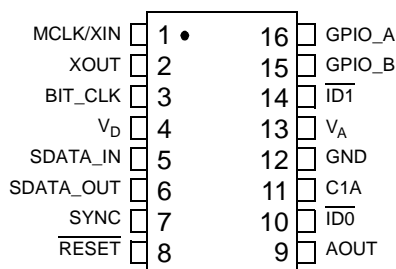 MCLK/XIN 1 16 GPIO_A
XOUT 2 15 GPIO_B
BIT_CLK 3 14 ID1
VD 4 13 VA
SDATA_IN 5 12 GND
SDATA_OUT 6 11 C1A
SYNC 7 10 ID0
RESET 8 9 AOUT